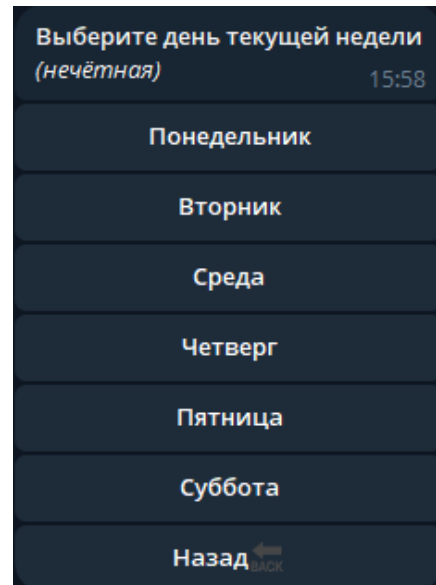 Выберите день текущей недели
(нечётная)
15:58
Понедельник
Вторник
Среда
Четверг
Пятница
Суббота
Назад BACK